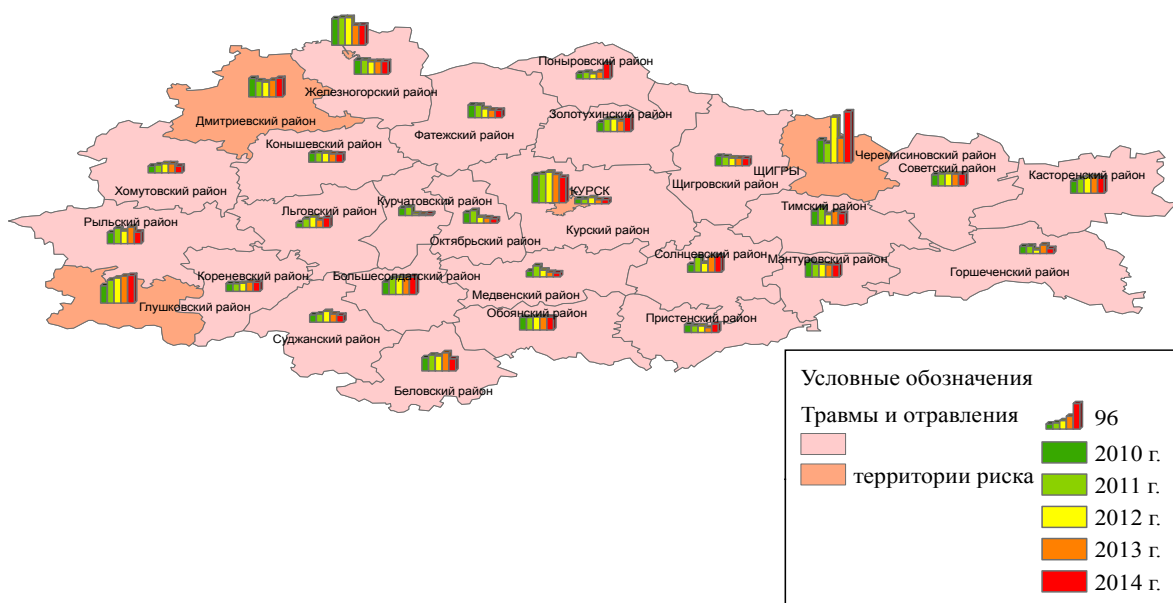 Поныровский район
Железногорский район
Золотухинский район
Дмитриевский район
Фатежский район
Конышевский район
Черемисиновский район
ЩИГРЫ
Советский район
Касторенский район
Щигровский район
Хомутовский район
КУРСК
Курчатовский район
Льговский район
Тимский район
Рыльский район
Октябрьский район
Курский район
Солнцевский район
Мантуровский район
Кореневский район
Большесолдатский район
Горшеченский район
Медвенский район
Глушковский район
Обоянский район
Пристенский район
Суджанский район
Беловский район
Условные обозначения
Травмы и отравления
территории риска
96
2010 г.
2011 г.
2012 г.
2013 г.
2014 г.